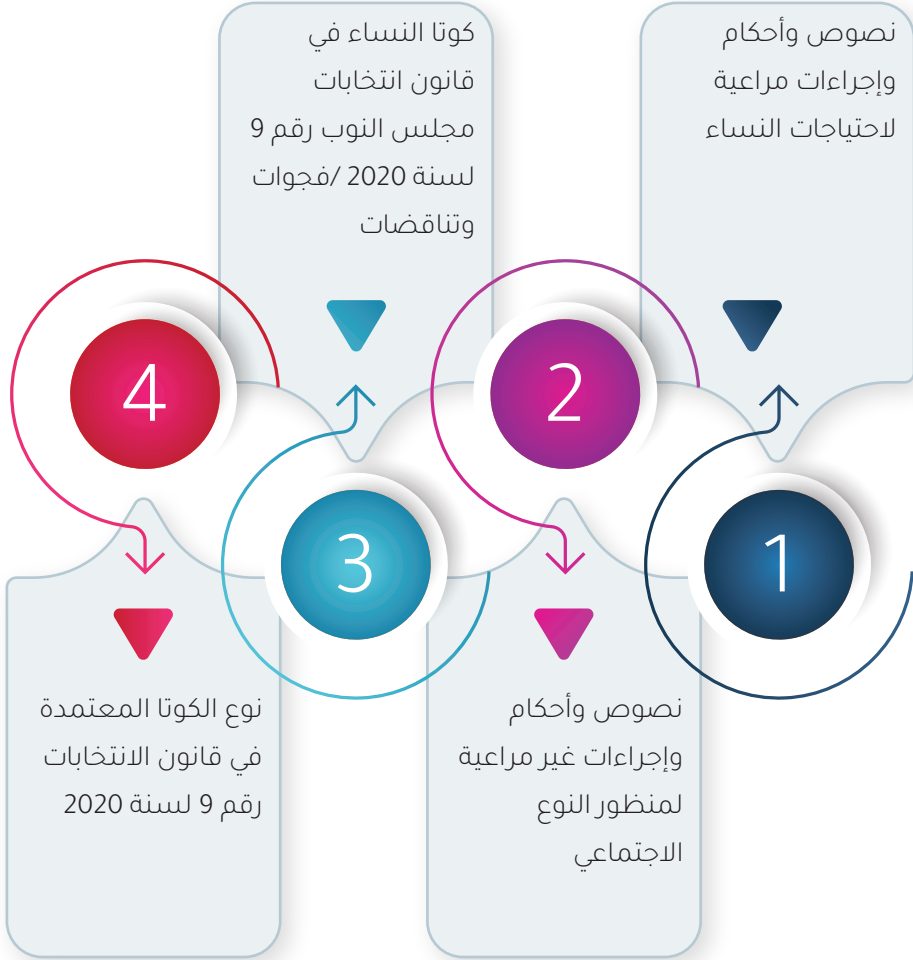 1
نصوص وأحكام
وإجراءات مراعية
لاحتياجات النساء
2
نصوص وأحكام
وإجراءات غير مراعية
لمنظور النوع
الاجتماعي
3
كوتا النساء في
قانون انتخابات
مجلس النوب رقم 9
لسنة 2020 /فجوات
وتناقضات
4
نوع الكوتا المعتمدة
في قانون الانتخابات
رقم 9 لسنة 2020